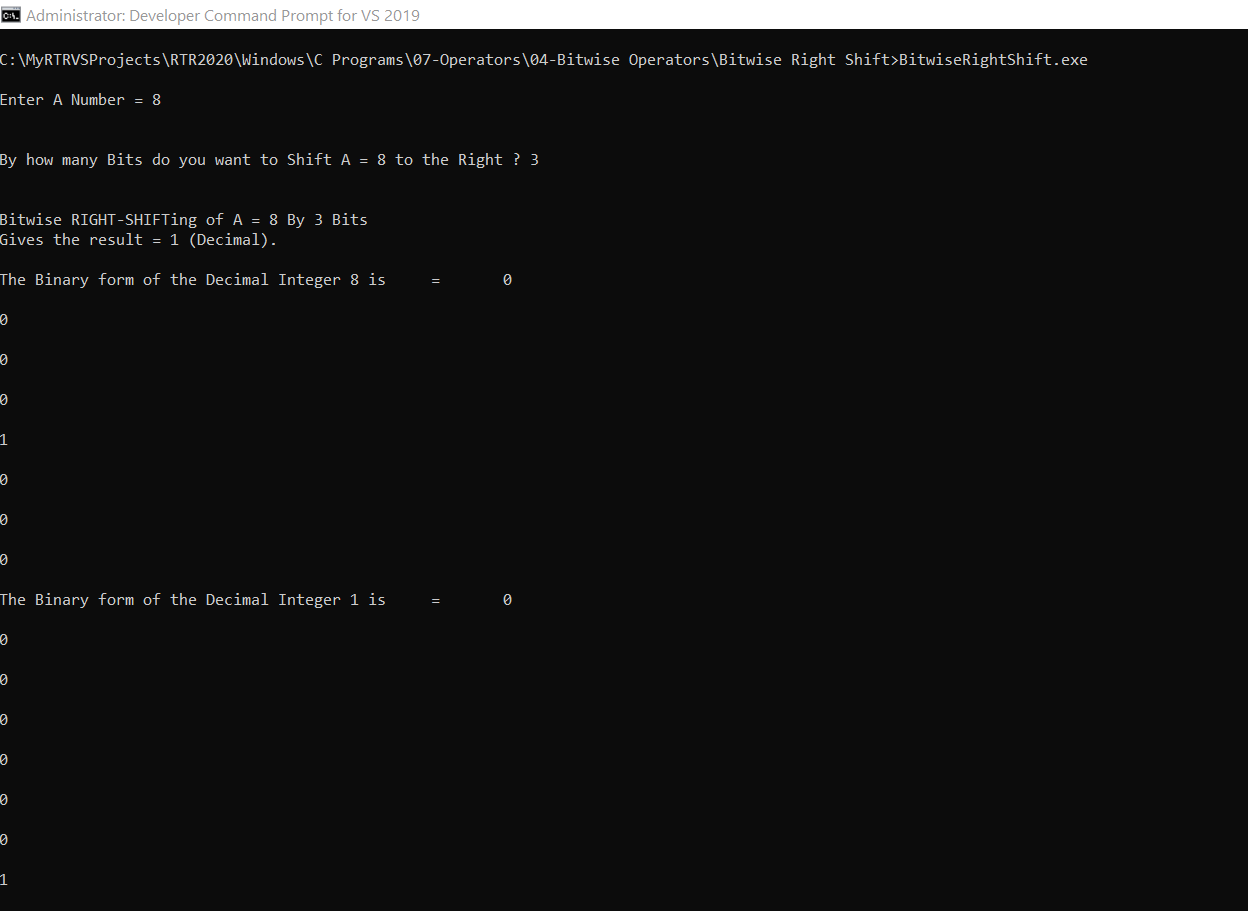 Administrator: Developer Command Prompt for VS 2019
C:\MyRTRVSProjects\RTR2020\Windows\C Programs\07-Operators\04-Bitwise Operators\Bitwise Right Shift>BitwiseRightShift.exe
Enter A Number = 8
By how many Bits do you want to Shift A = 8 to the Right ? 3
Bitwise RIGHT-SHIFTing of A = 8 By 3 Bits
Gives the result = 1 (Decimal).
The Binary form of the Decimal Integer 8 is     =       0
0
0
0
1
0
0
0
The Binary form of the Decimal Integer 1 is     =       0
0
0
0
0
0
0
1